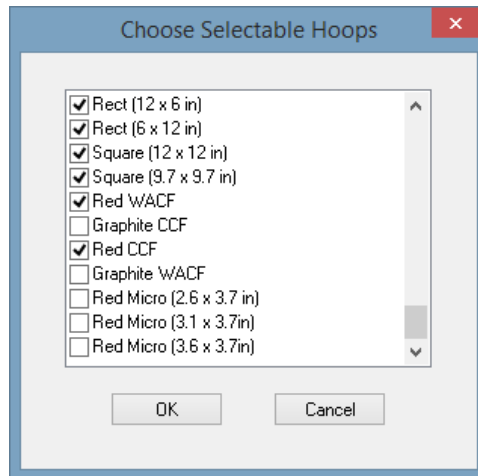 Choose Selectable Hoops
Rect (12 x 6 in)
Rect (6 x 12 in)
Square (12 x 12 in)
Square (9.7 x 9.7 in)
Red WACF
Graphite CCF
Red CCF
Graphite WACF
Red Micro (2.6 x 3.7 in)
Red Micro (3.1 x 3.7in)
Red Micro (3.6 x 3.7in)
OK
Cancel